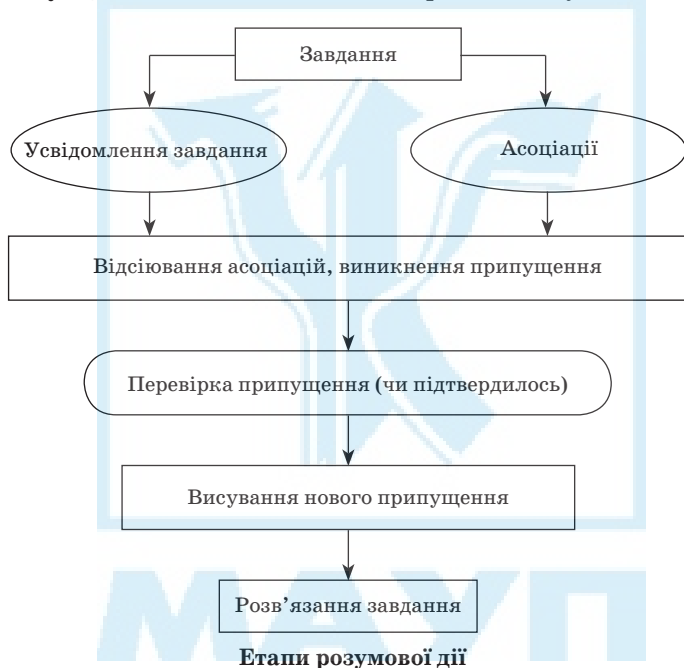 Завдання
Усвідомлення завдання
Асоціації
Відсіювання асоціацій, виникнення припущення
Перевірка припущення (чи підтвердилось)
Висування нового припущення
Розв’язання завдання
МАУП
Етапи розумової дії